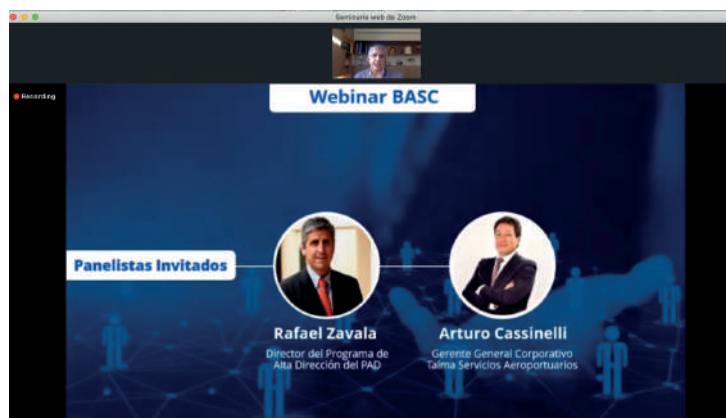 Seminario web de Zoom
Recording
Webinar BASC
Panelistas Invitados
Rafael Zavala
Director del Programa de
Alta Dirección del PAD
Arturo Cassinelli
Gerente General Corporativo
Talma Servicios Aeroportuarios